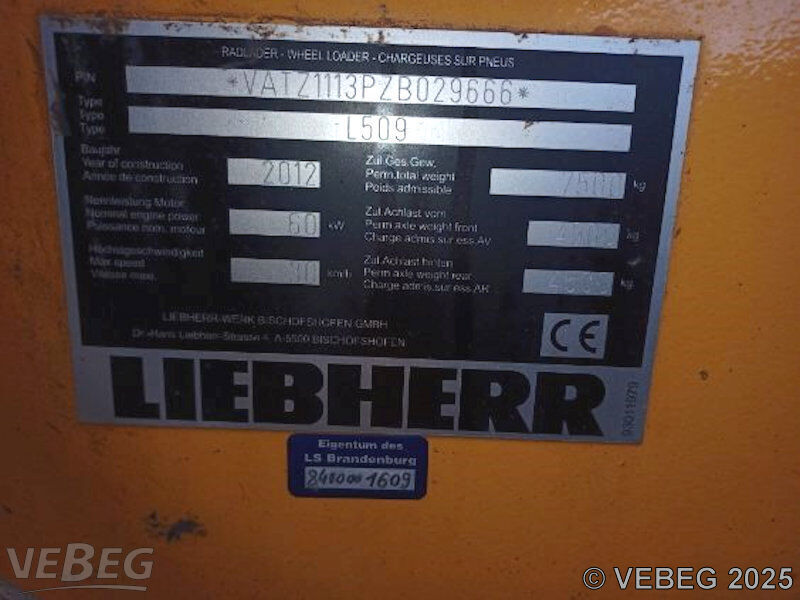 RADLADER - WHEEL LOADER - CHARGEUSES SUR PNEUS
PIN *VATZ1113PZB029666*
Type
Type L509
Type
Baujahr
Year of construction 2012
Année de construction
Zul.Ges.Gew.
Perm.total weight 7500 kg
Poids admissible
Nennleistung Motor
Nominal engine power 60 kW
Puissance nom. moteur
Zul.Achlast vorn
Perm axle weight front kg
Charge admis.sur ess.AV
Höchstgeschwindigkeit
Max speed km/h
Vitesse max.
Zul.Achlast hinten
Perm axle weight rear kg
Charge admis.sur ess.AR
LIEBHERR-WERK BISCHOFSHOFEN GMBH
Dr.-Hans Liebherr-Strasse 4, A-5500 BISCHOFSHOFEN
CE
LIEBHERR
93011979
Eigentum des
LS Brandenburg
1609
VEBEG
© VEBEG 2025